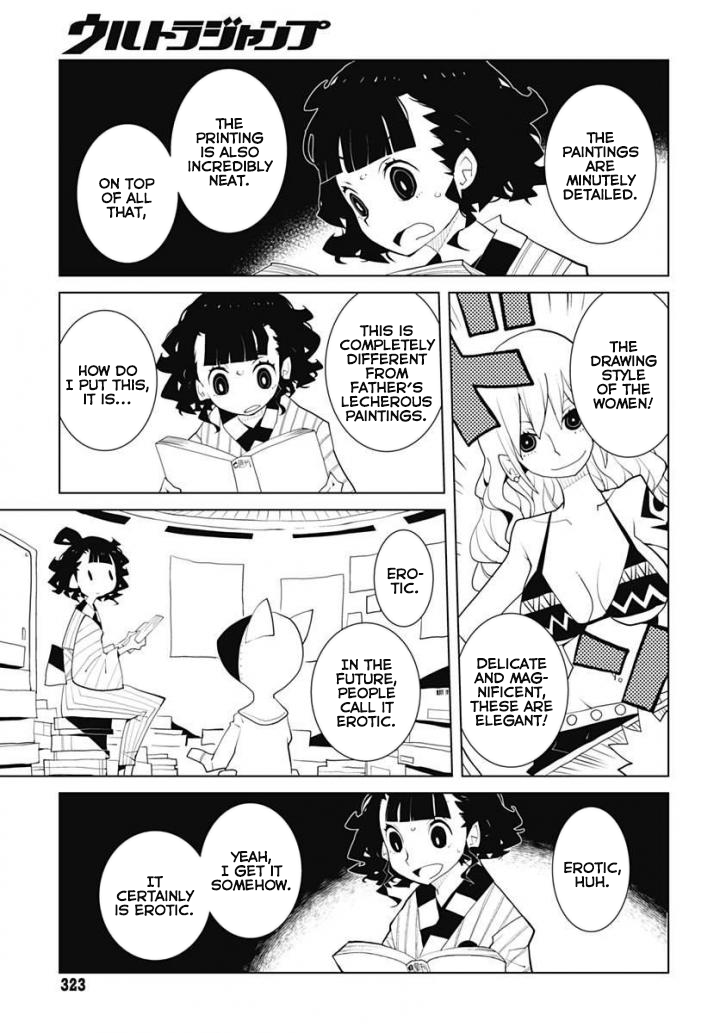 ウルトラジャンプ
THE
PAINTINGS
ARE
MINUTELY
DETAILED.
THE
PRINTING
IS ALSO
INCREDIBLY
NEAT.
ON TOP
OF ALL
THAT,
THE
DRAWING
STYLE
OF THE
WOMEN!
DELICATE
AND MAG-
NIFICENT,
THESE ARE
ELEGANT!
THIS IS
COMPLETELY
DIFFERENT
FROM
FATHER'S
LECHEROUS
PAINTINGS.
HOW DO
I PUT THIS,
IT IS...
ERO-
TIC.
IN THE
FUTURE,
PEOPLE
CALL IT
EROTIC.
EROTIC,
HUH.
YEAH,
I GET IT
SOMEHOW.
IT
CERTAINLY
IS EROTIC.
323